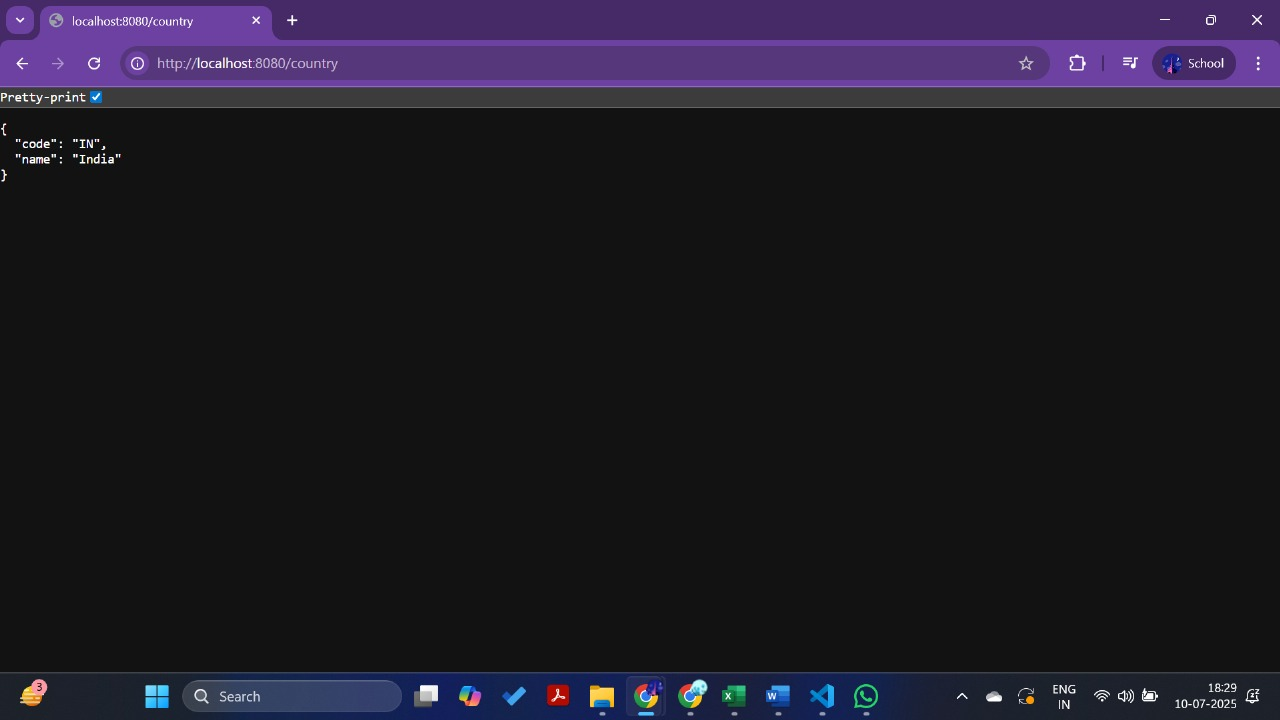 localhost:8080/country
http://localhost:8080/country
School
Pretty-print
{
  "code": "IN",
  "name": "India"
}
3
Search
ENG
IN
18:29
10-07-2025